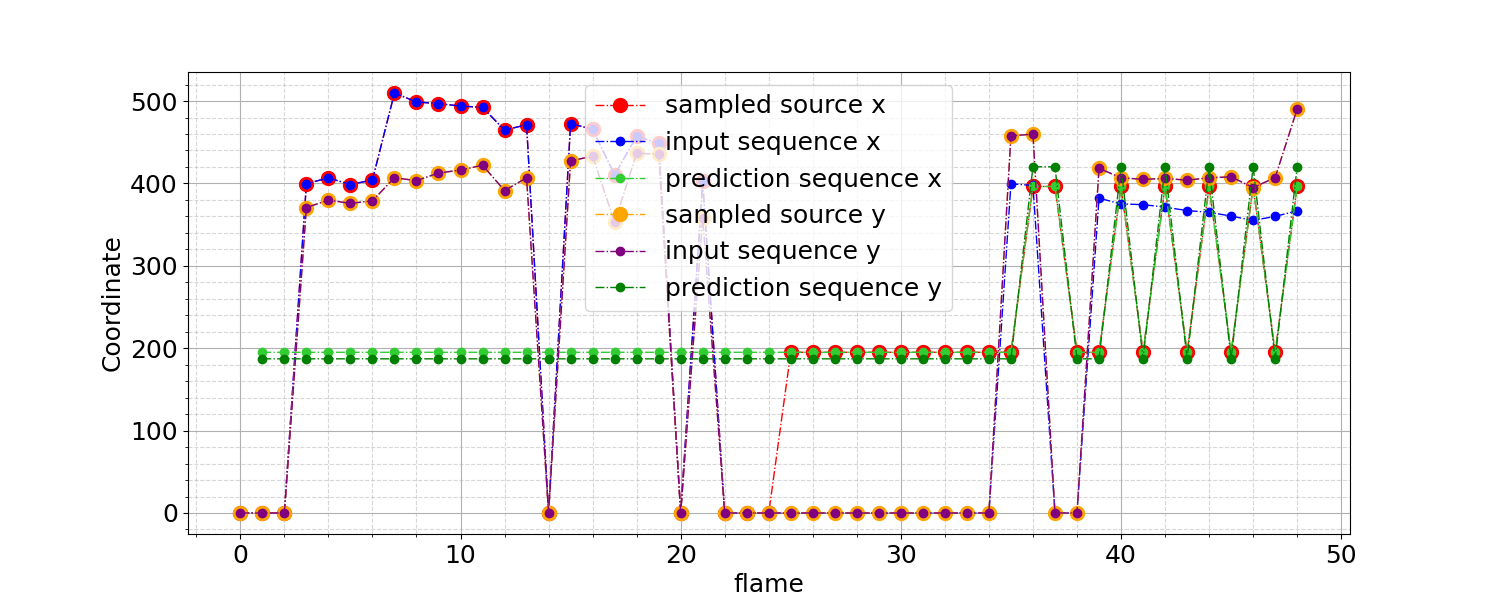 500
400
300
200
100
0
Coordinate
sampled source x
input sequence x
prediction sequence x
sampled source y
input sequence y
prediction sequence y
0 10 20 30 40 50
flame